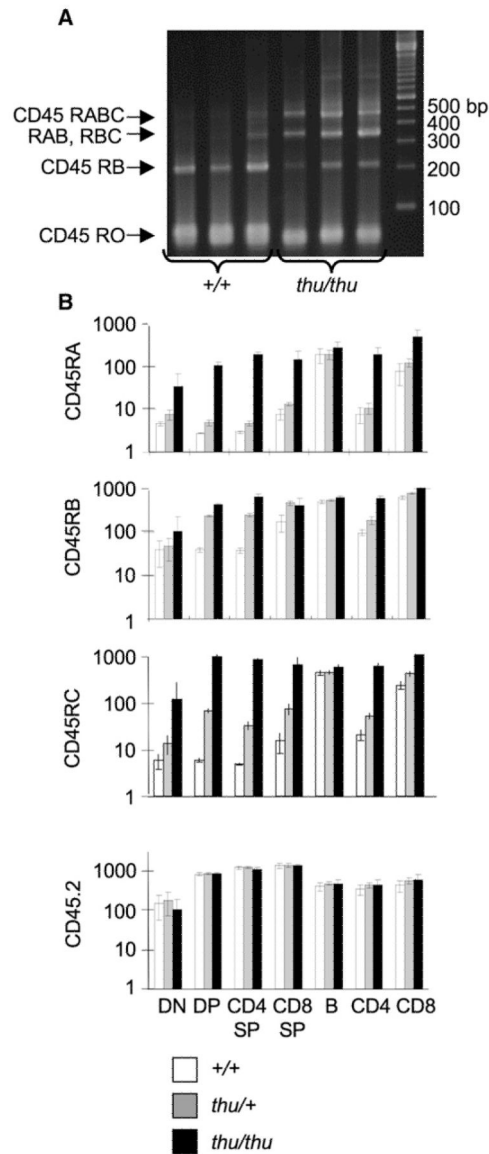 A
CD45 RABC
RAB, RBC
CD45 RB
CD45 RO
500 bp
400
300
200
100
+/+ thu/thu
B
CD45RA
1000
100
10
1
CD45RB
1000
100
10
1
CD45RC
1000
100
10
1
CD45.2
1000
100
10
1
DN DP CD4 SP CD8 SP B CD4 CD8
+/+
thu/+
thu/thu